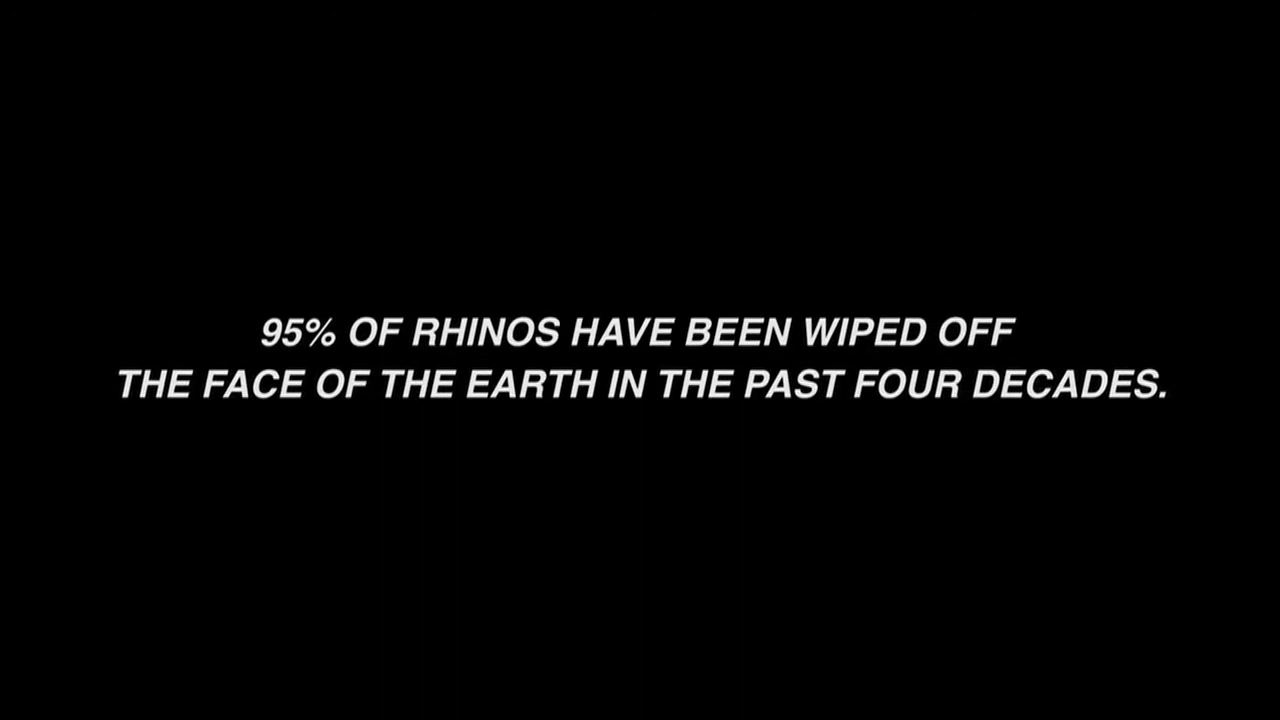 95% OF RHINOS HAVE BEEN WIPED OFF
THE FACE OF THE EARTH IN THE PAST FOUR DECADES.